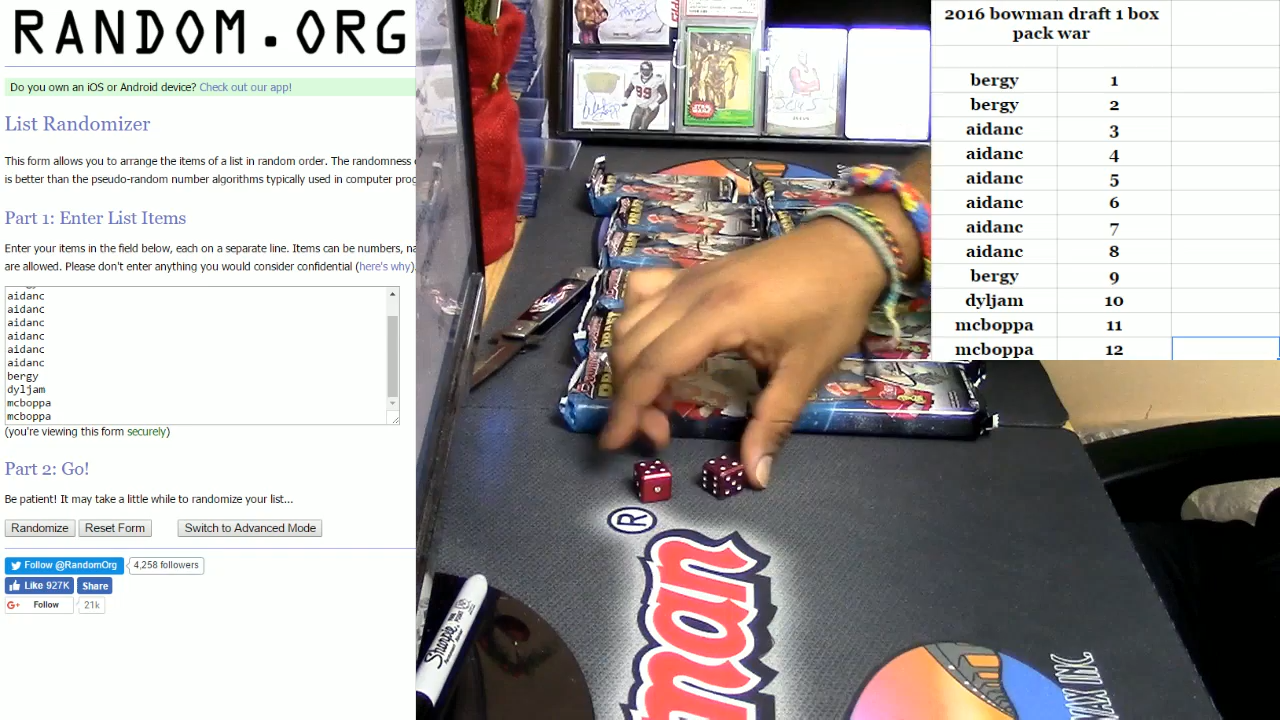 RANDOM.ORG
Do you own an iOS or Android device? Check out our app!
List Randomizer
This form allows you to arrange the items of a list in random order. The randomness
is better than the pseudo-random number algorithms typically used in computer
Part 1: Enter List Items
Enter your items in the field below, each on a separate line. Items can be numbers,
are allowed. Please don't enter anything you would consider confidential (here's why).
aidanc
aidanc
aidanc
aidanc
aidanc
aidanc
bergy
dyljam
mcboppa
mcboppa
(you're viewing this form securely)
Part 2: Go!
Be patient! It may take a little while to randomize your list...
Randomize Reset Form Switch to Advanced Mode
Follow @RandomOrg 4,258 followers
Like 927K Share
Follow 21k
2016 bowman draft 1 box
pack war
bergy 1
bergy 2
aidanc 3
aidanc 4
aidanc 5
aidanc 6
aidanc 7
aidanc 8
bergy 9
dyljam 10
mcboppa 11
mcboppa 12
99
STAR WARS
®
man
Sharpie
MAX INC